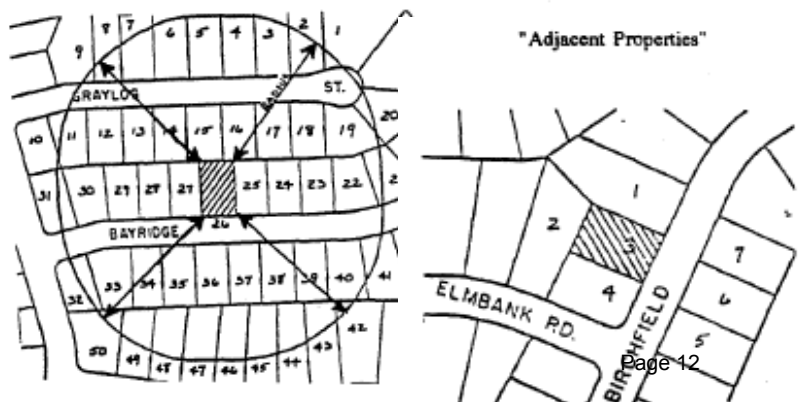 9 8 7 6 5 4 3 2 1
GRAYLOG ST.
RADIUS
10 11 12 13 14 15 16 17 18 19 20
31 30 29 28 27 25 24 23 22
26
BAYRIDGE
32 33 34 35 36 37 38 39 40 41
50 49 48 47 46 45 44 43 42
"Adjacent Properties"
1
2 3
4
7
6
5
ELMBANK RD.
BIRCHFIELD
Page 12